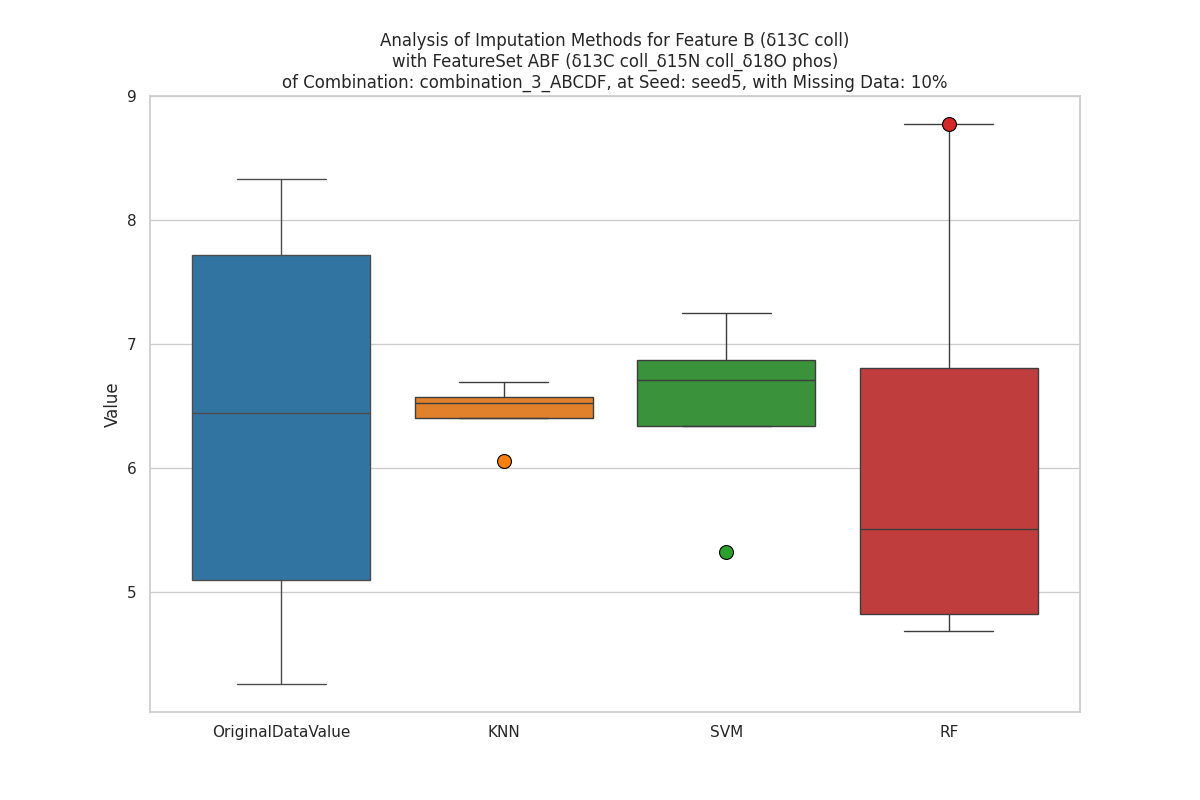 Analysis of Imputation Methods for Feature B (δ13C coll)
with FeatureSet ABF (δ13C coll_δ15N coll_δ18O phos)
of Combination: combination_3_ABCDF, at Seed: seed5, with Missing Data: 10%
9
8
7
6
5
Value
OriginalDataValue
KNN
SVM
RF